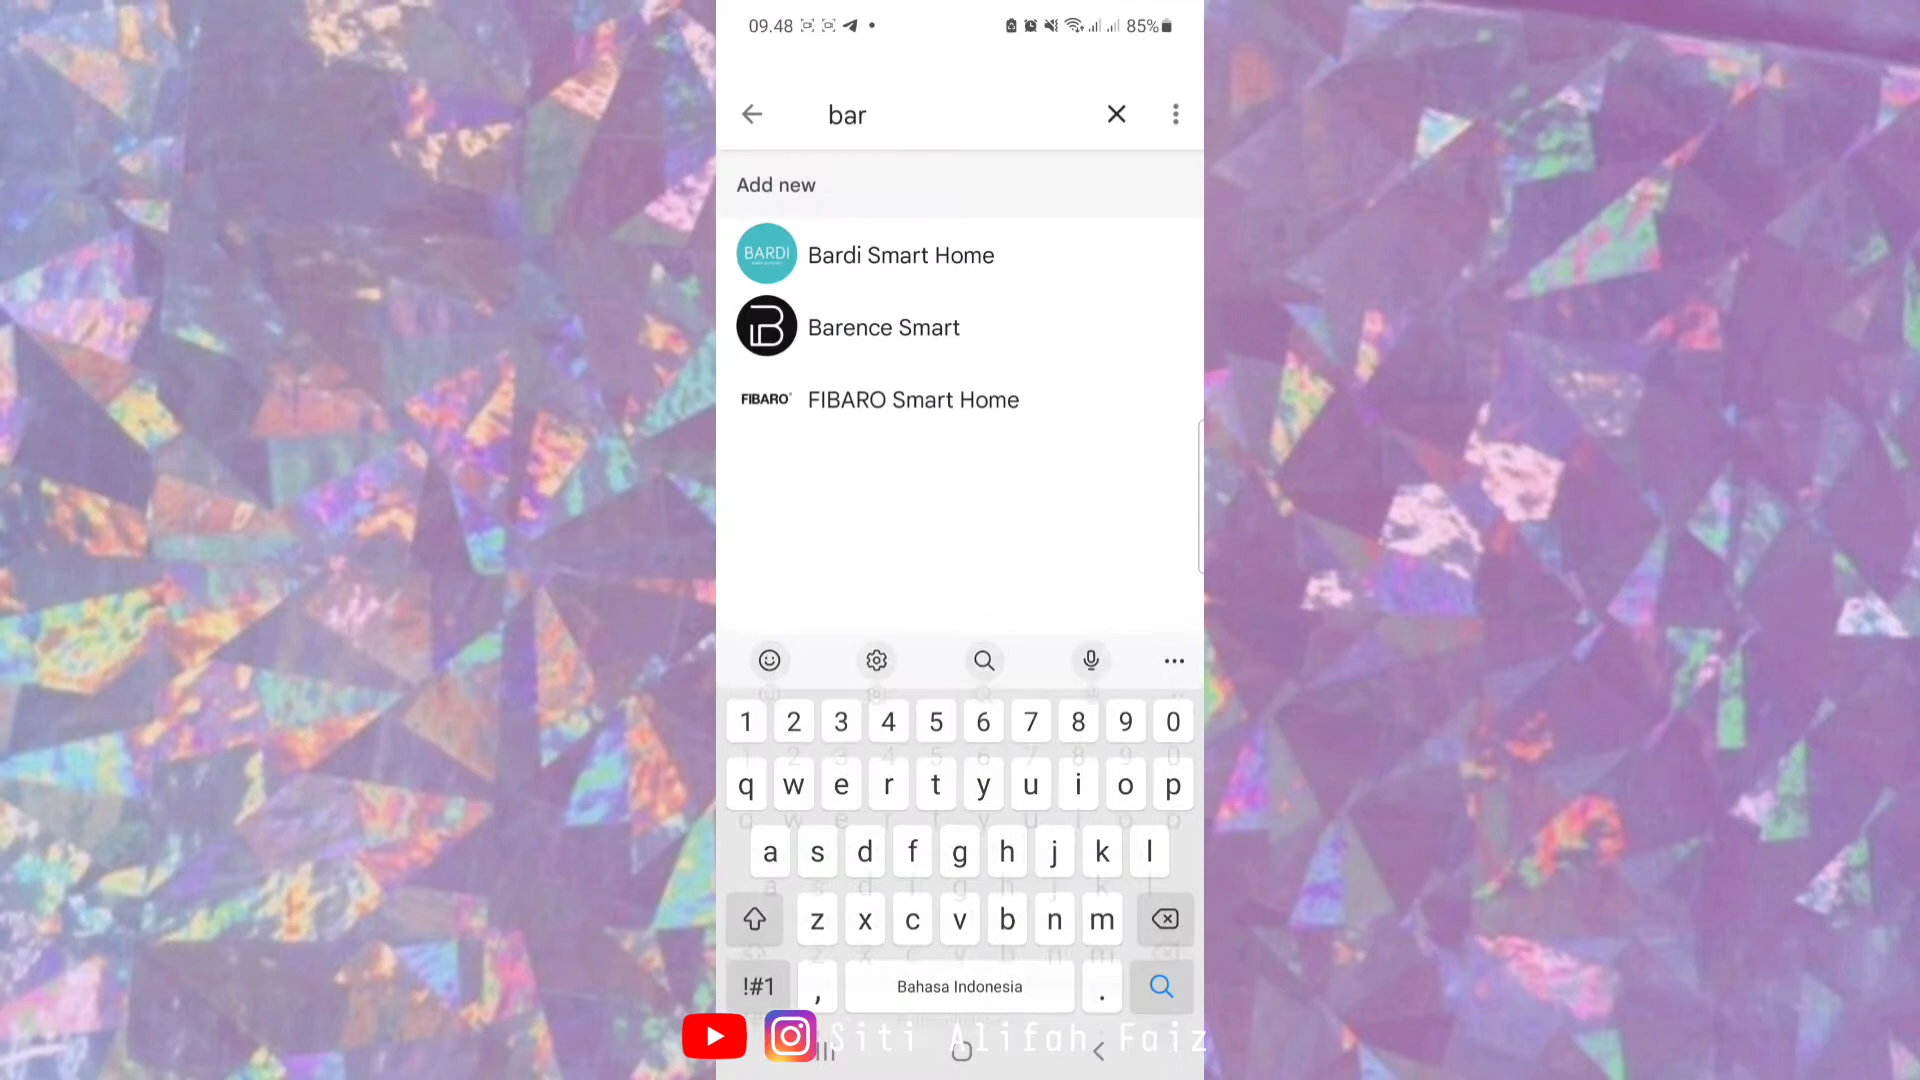 09.48
85%
bar
Add new
BARDI
Bardi Smart Home
B
Barence Smart
FIBARO
FIBARO Smart Home
1 2 3 4 5 6 7 8 9 0
q w e r t y u i o p
a s d f g h j k l
z x c v b n m
!#1 , Bahasa Indonesia .
Siti Alifah Faiz